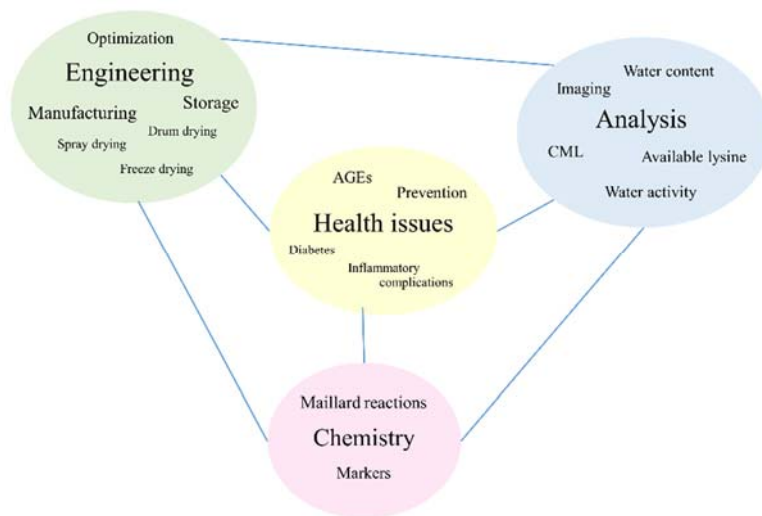 Optimization
Engineering
Manufacturing
Storage
Spray drying
Drum drying
Freeze drying
Water content
Imaging
Analysis
CML
Available lysine
Water activity
AGEs
Prevention
Health issues
Diabetes
Inflammatory
complications
Maillard reactions
Chemistry
Markers